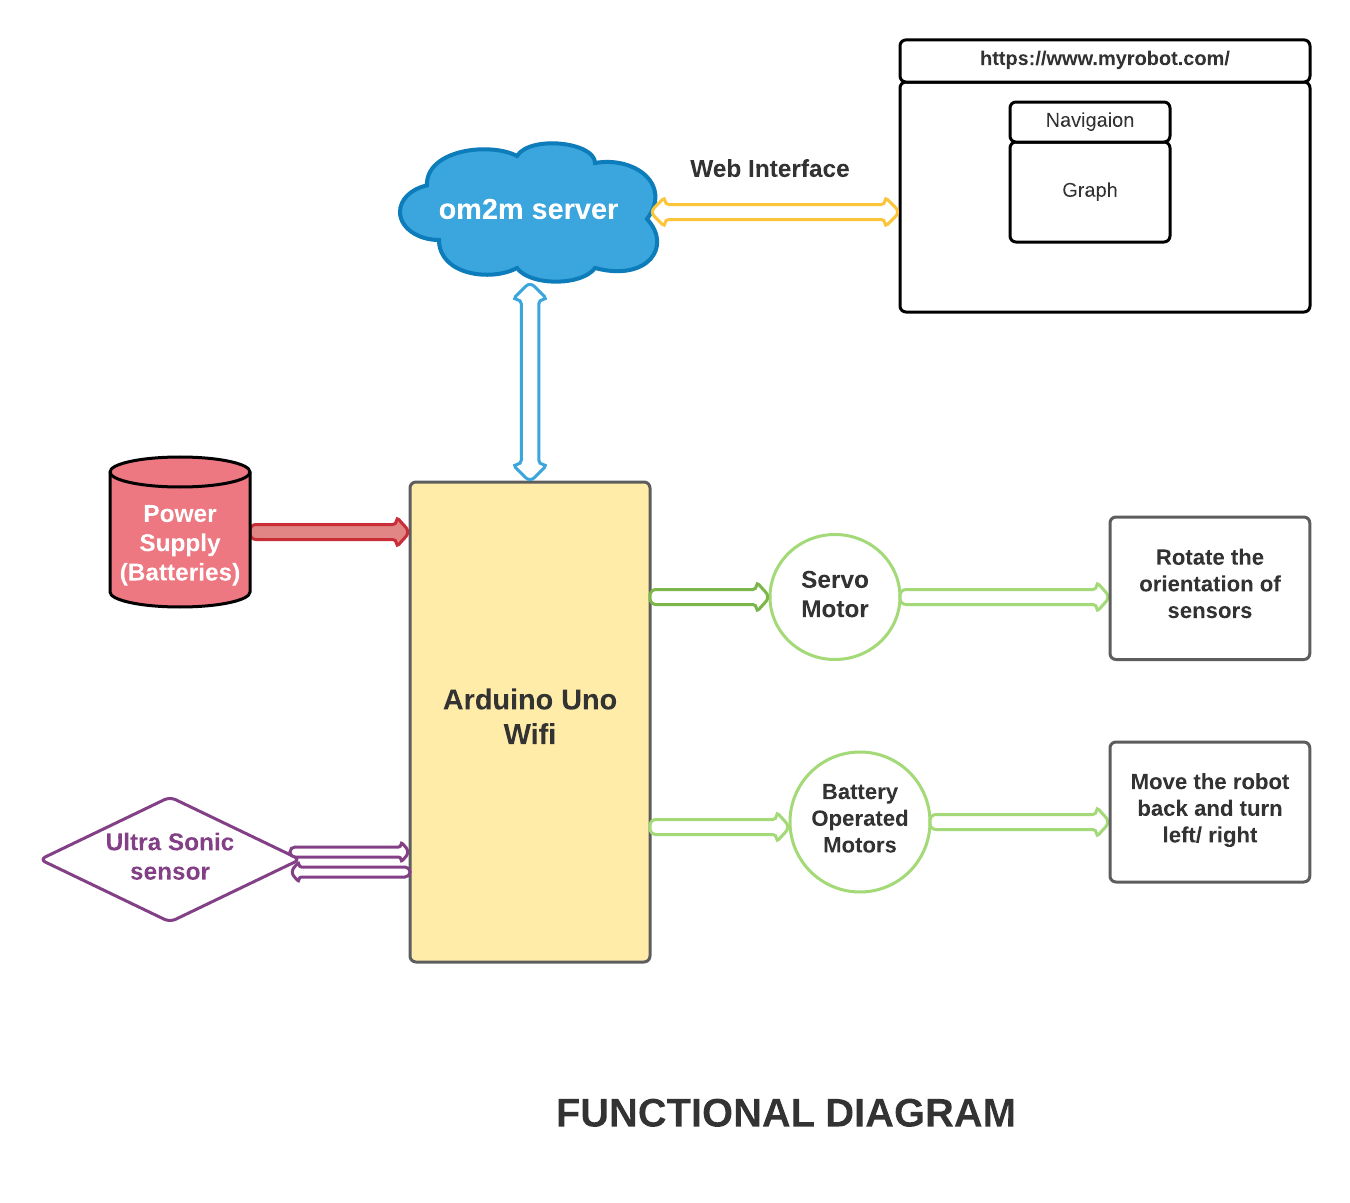 https://www.myrobot.com/
Navigaion
Graph
Web Interface
om2m server
Power
Supply
(Batteries)
Arduino Uno
Wifi
Servo
Motor
Rotate the
orientation of
sensors
Ultra Sonic
sensor
Battery
Operated
Motors
Move the robot
back and turn
left/ right
FUNCTIONAL DIAGRAM